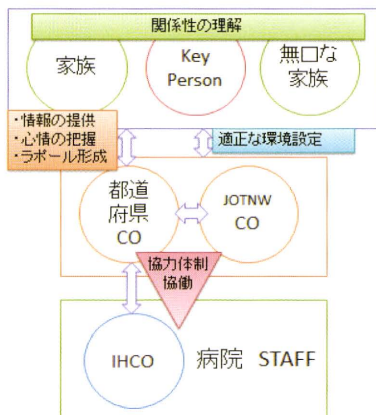 関係性の理解
家族
Key
Person
無口な
家族
・情報の提供
・心情の把握
・ラポール形成
適正な環境設定
都道
府県
CO
JOTNW
CO
協力体制
協働
IHCO
病院 STAFF